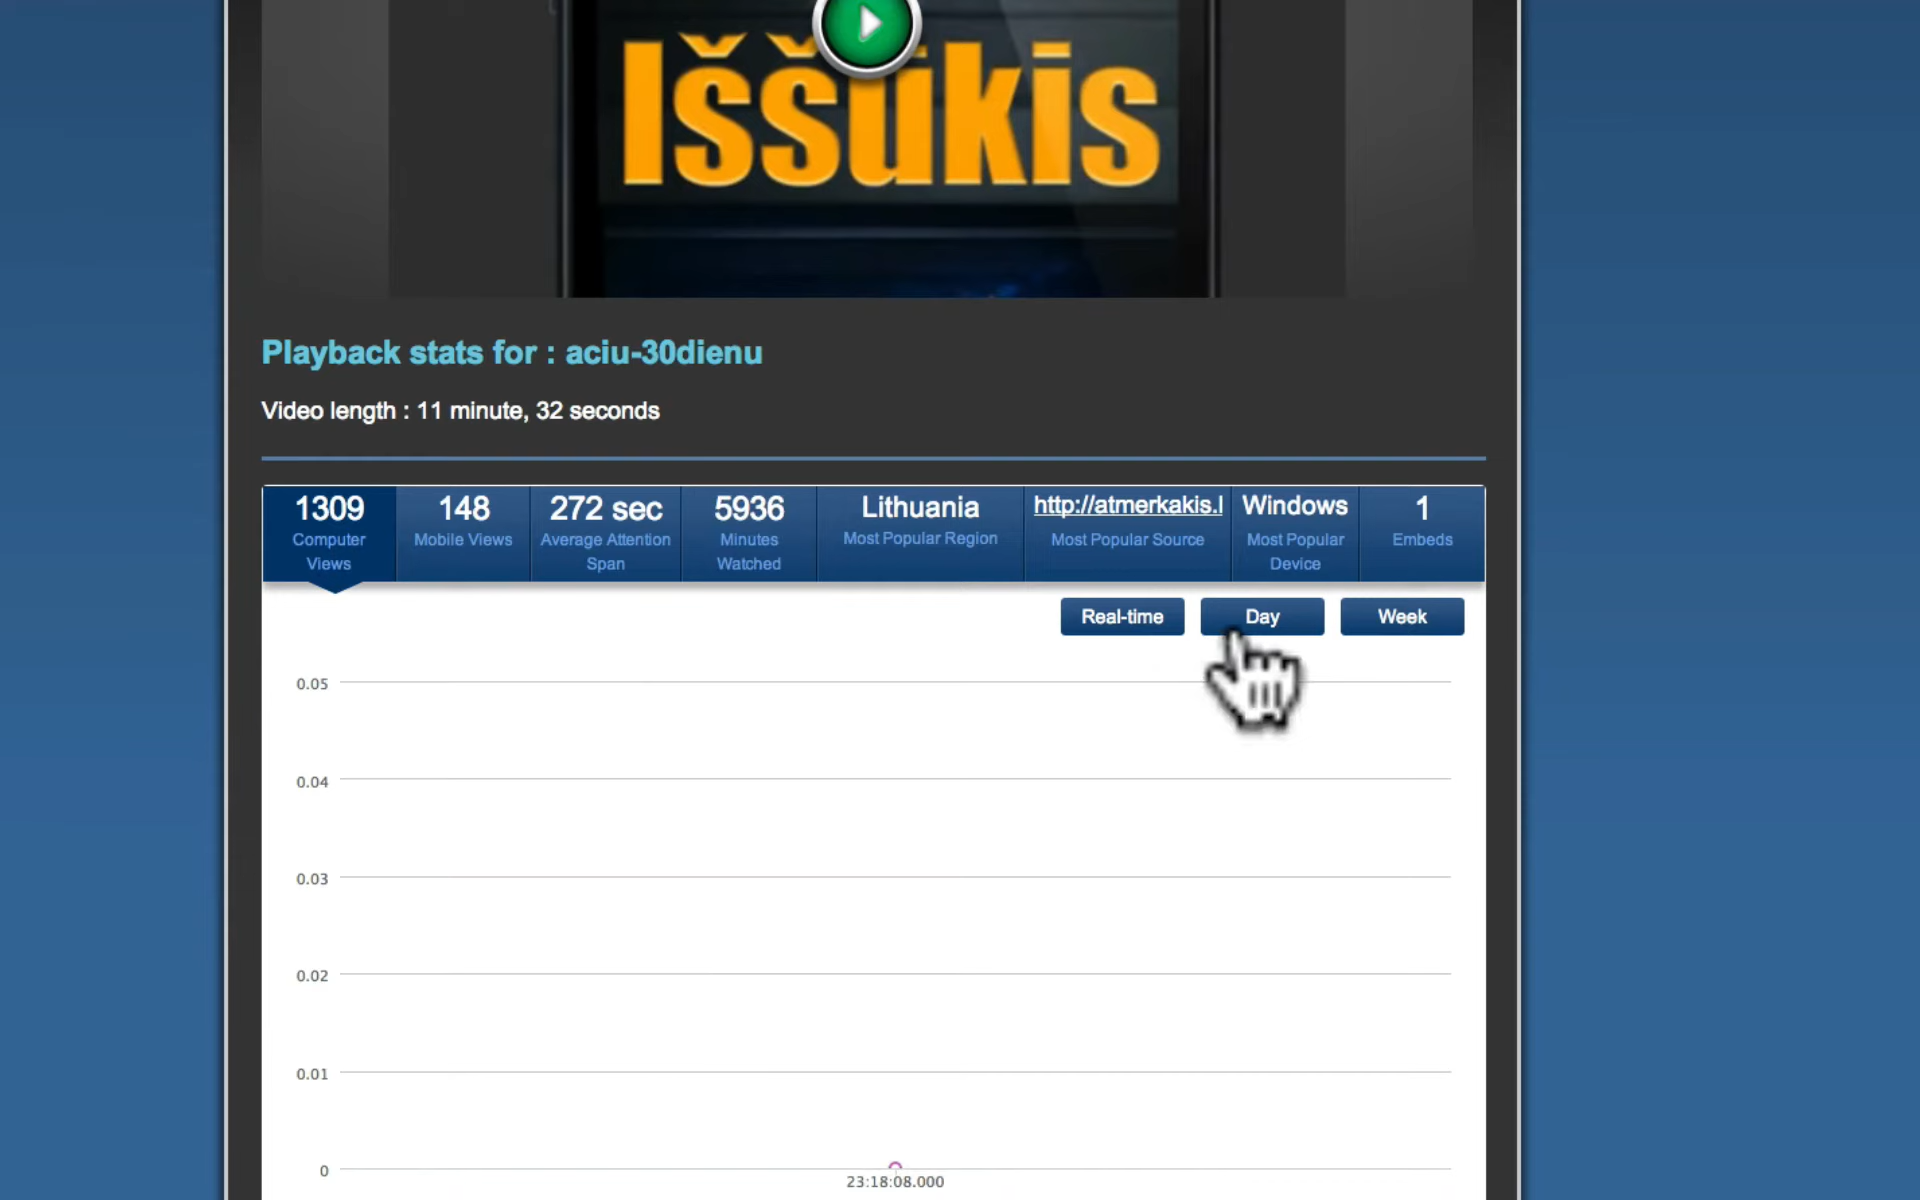 Iššūkis
Playback stats for : aciu-30dienu
Video length : 11 minute, 32 seconds
1309
Computer
Views
148
Mobile Views
272 sec
Average Attention
Span
5936
Minutes
Watched
Lithuania
Most Popular Region
http://atmerkakis.l
Most Popular Source
Windows
Most Popular
Device
1
Embeds
Real-time
Day
Week
0.05
0.04
0.03
0.02
0.01
0
23:18:08.000